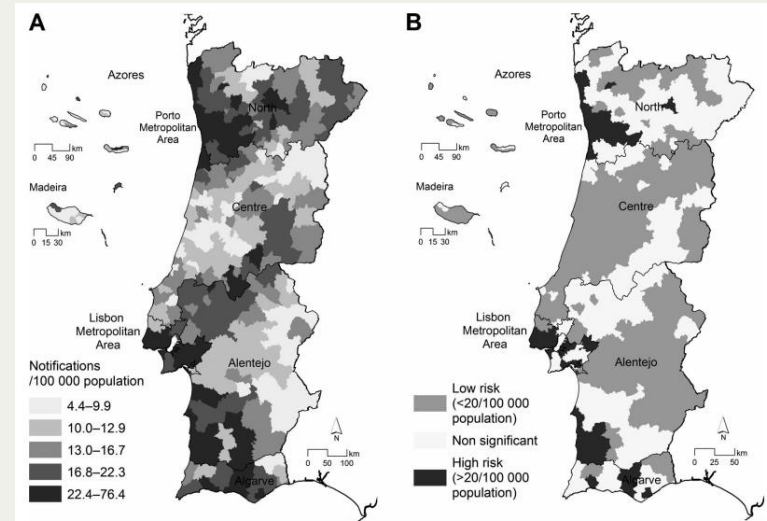 A
Azores
North
Porto
Metropolitan
Area
0 45 90 km
Madeira
Centre
0 15 30 km
Lisbon
Metropolitan
Area
Alentejo
Notifications
/100 000 population
4.4–9.9
10.0–12.9
13.0–16.7
16.8–22.3
22.4–76.4
N
km
0 50 100
Algarve
B
Azores
North
Porto
Metropolitan
Area
km
0 45 90
Madeira
Centre
km
0 15 30
Lisbon
Metropolitan
Area
Alentejo
Low risk
(<20/100 000
population)
Non significant
High risk
(>20/100 000
population)
N
km
0 25 50
Algarve